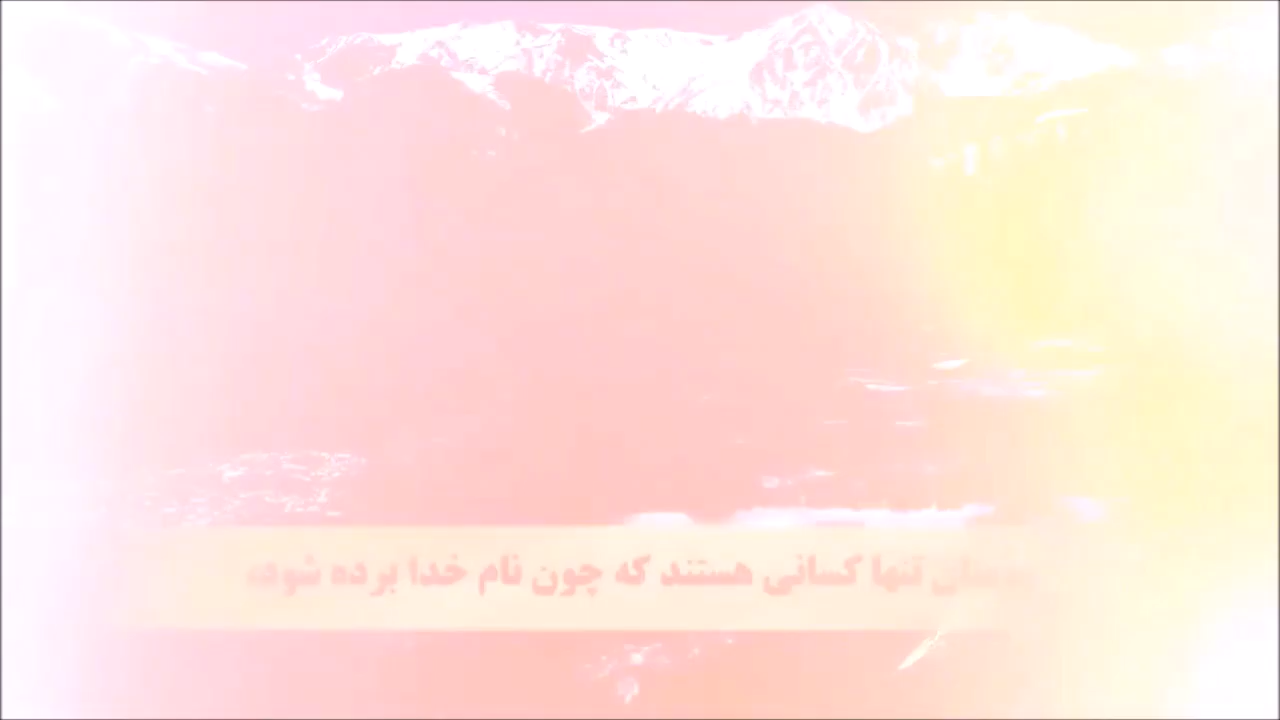 تنها کسانی هستند که چون نام خدا برده شود